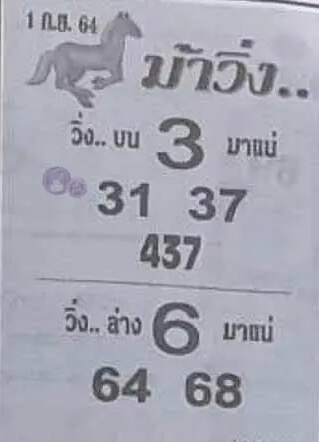 1 ก.ย. 64
ม้าวิ่ง..
วิ่ง.. บน 3 มาแน่
31 37
437
วิ่ง.. ล่าง 6 มาแน่
64 68